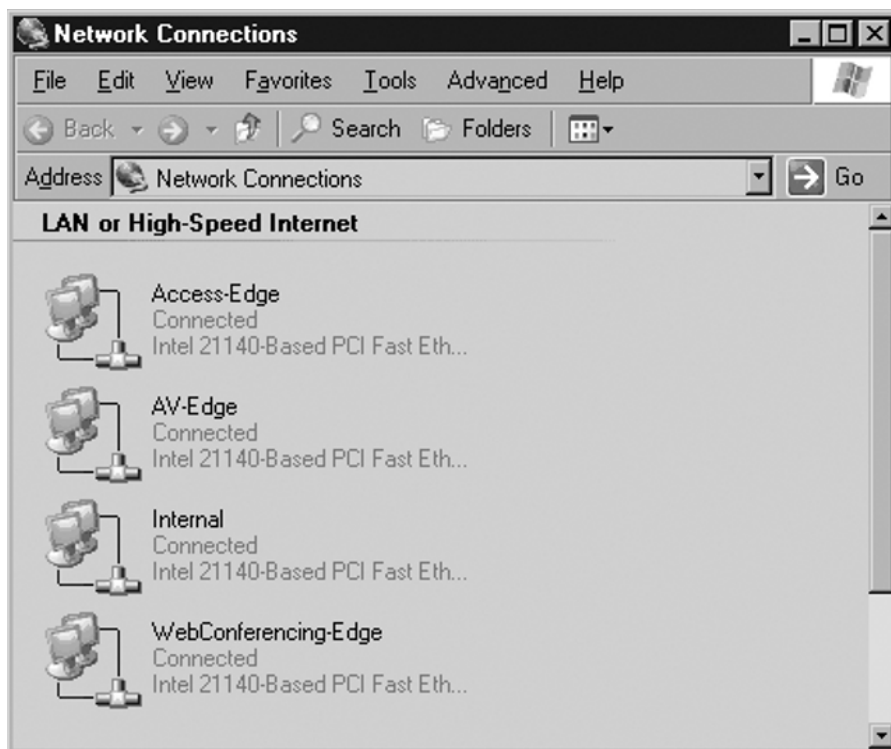 Network Connections
File Edit View Favorites Tools Advanced Help
Back Search Folders
Address Network Connections Go
LAN or High-Speed Internet
Access-Edge
Connected
Intel 21140-Based PCI Fast Eth...
AV-Edge
Connected
Intel 21140-Based PCI Fast Eth...
Internal
Connected
Intel 21140-Based PCI Fast Eth...
WebConferencing-Edge
Connected
Intel 21140-Based PCI Fast Eth...